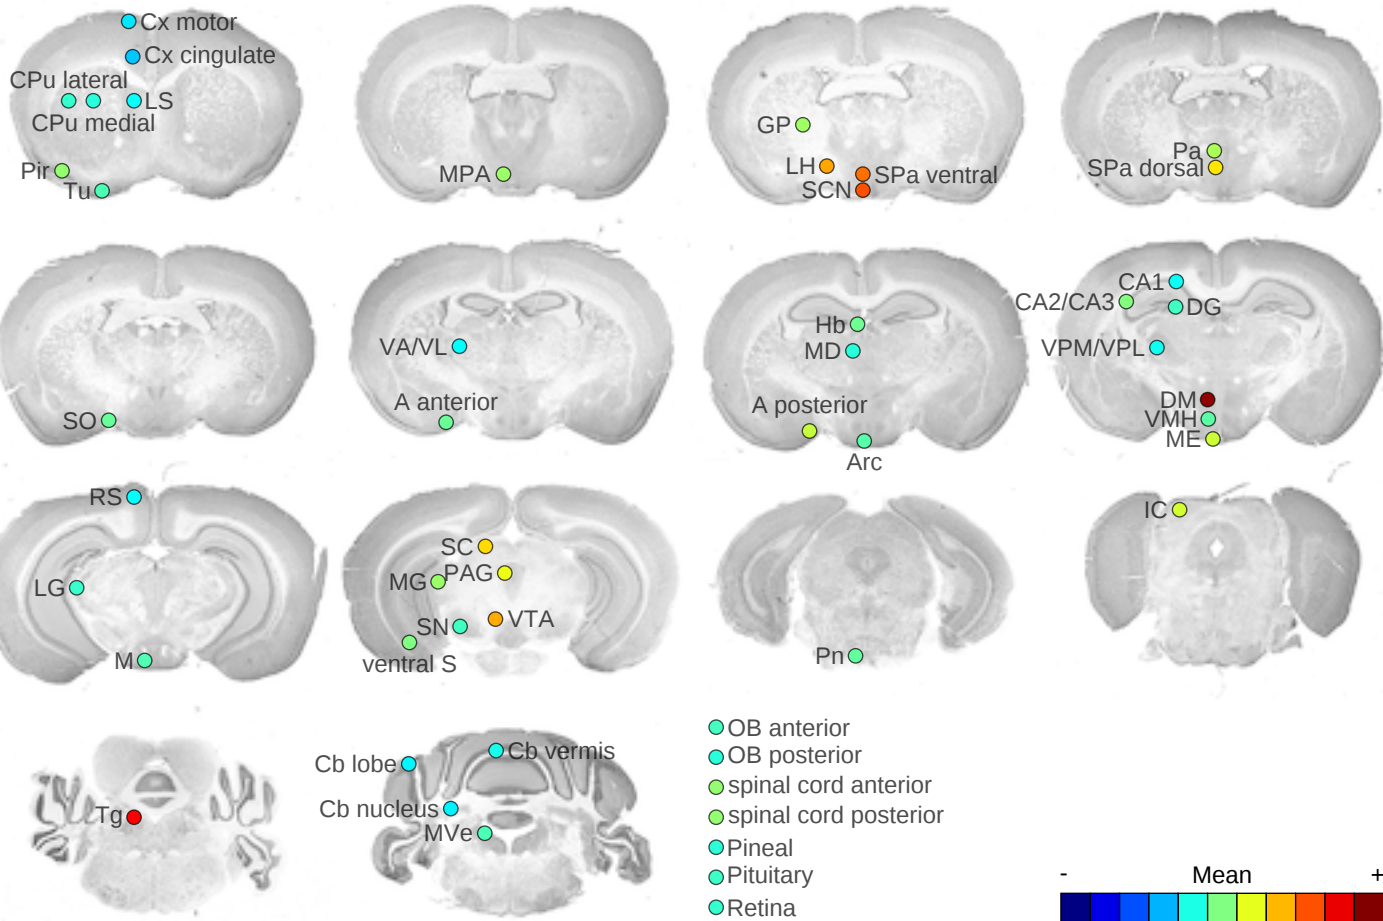 Cx motor
Cx cingulate
CPu lateral
LS
CPu medial
Pir
Tu
MPA
GP
LH
SPa ventral
SCN
Pa
SPa dorsal
SO
VA/VL
A anterior
Hb
MD
A posterior
Arc
CA1
CA2/CA3
DG
VPM/VPL
DM
VMH
ME
RS
LG
M
SC
PAG
MG
VTA
SN
ventral S
Pn
IC
Tg
Cb vermis
Cb lobe
Cb nucleus
MVe
OB anterior
OB posterior
spinal cord anterior
spinal cord posterior
Pineal
Pituitary
Retina
- Mean +